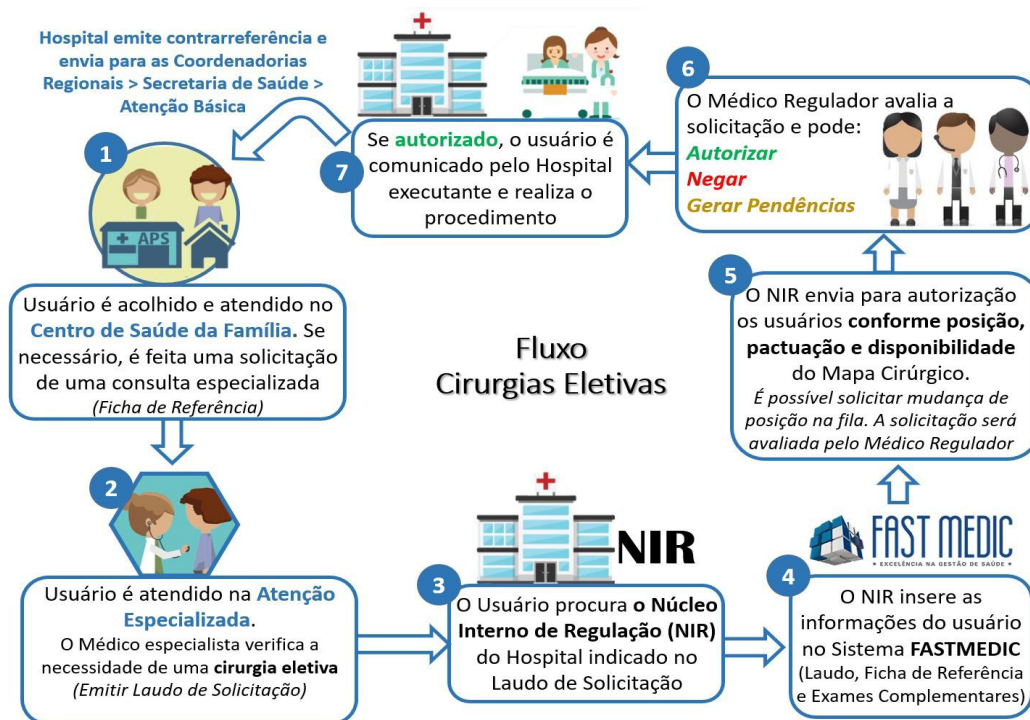 Hospital emite contrarreferência e
envia para as Coordenadorias
Regionais > Secretaria de Saúde >
Atenção Básica
Fluxo
Cirurgias Eletivas
1
APS
Usuário é acolhido e atendido no
Centro de Saúde da Família. Se
necessário, é feita uma solicitação
de uma consulta especializada
(Ficha de Referência)
2
Usuário é atendido na Atenção
Especializada.
O Médico especialista verifica a
necessidade de uma cirurgia eletiva
(Emitir Laudo de Solicitação)
NIR
3
O Usuário procura o Núcleo
Interno de Regulação (NIR)
do Hospital indicado no
Laudo de Solicitação
FAST MEDIC
• EXCELÊNCIA NA GESTÃO DE SAÚDE •
4
O NIR insere as
informações do usuário
no Sistema FASTMEDIC
(Laudo, Ficha de Referência
e Exames Complementares)
5
O NIR envia para autorização
os usuários conforme posição,
pactuação e disponibilidade
do Mapa Cirúrgico.
É possível solicitar mudança de
posição na fila. A solicitação será
avaliada pelo Médico Regulador
6
O Médico Regulador avalia a
solicitação e pode:
Autorizar
Negar
Gerar Pendências
7
Se autorizado, o usuário é
comunicado pelo Hospital
executante e realiza o
procedimento